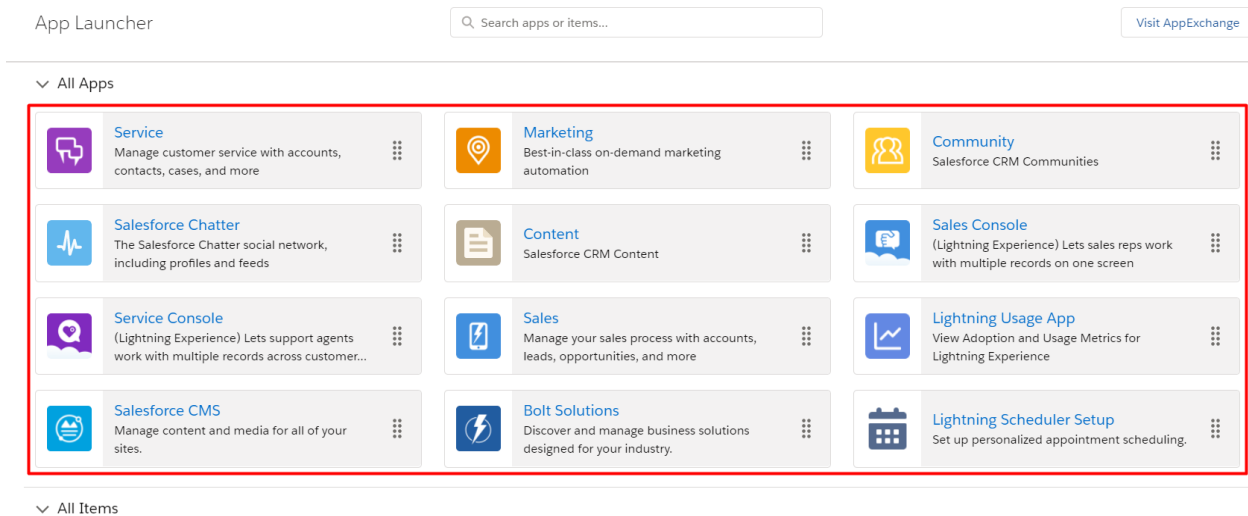 App Launcher
Search apps or items...
Visit AppExchange
All Apps
Service
Manage customer service with accounts,
contacts, cases, and more
Marketing
Best-in-class on-demand marketing
automation
Community
Salesforce CRM Communities
Salesforce Chatter
The Salesforce Chatter social network,
including profiles and feeds
Content
Salesforce CRM Content
Sales Console
(Lightning Experience) Lets sales reps work
with multiple records on one screen
Service Console
(Lightning Experience) Lets support agents
work with multiple records across customer...
Sales
Manage your sales process with accounts,
leads, opportunities, and more
Lightning Usage App
View Adoption and Usage Metrics for
Lightning Experience
Salesforce CMS
Manage content and media for all of your
sites.
Bolt Solutions
Discover and manage business solutions
designed for your industry.
Lightning Scheduler Setup
Set up personalized appointment scheduling.
All Items